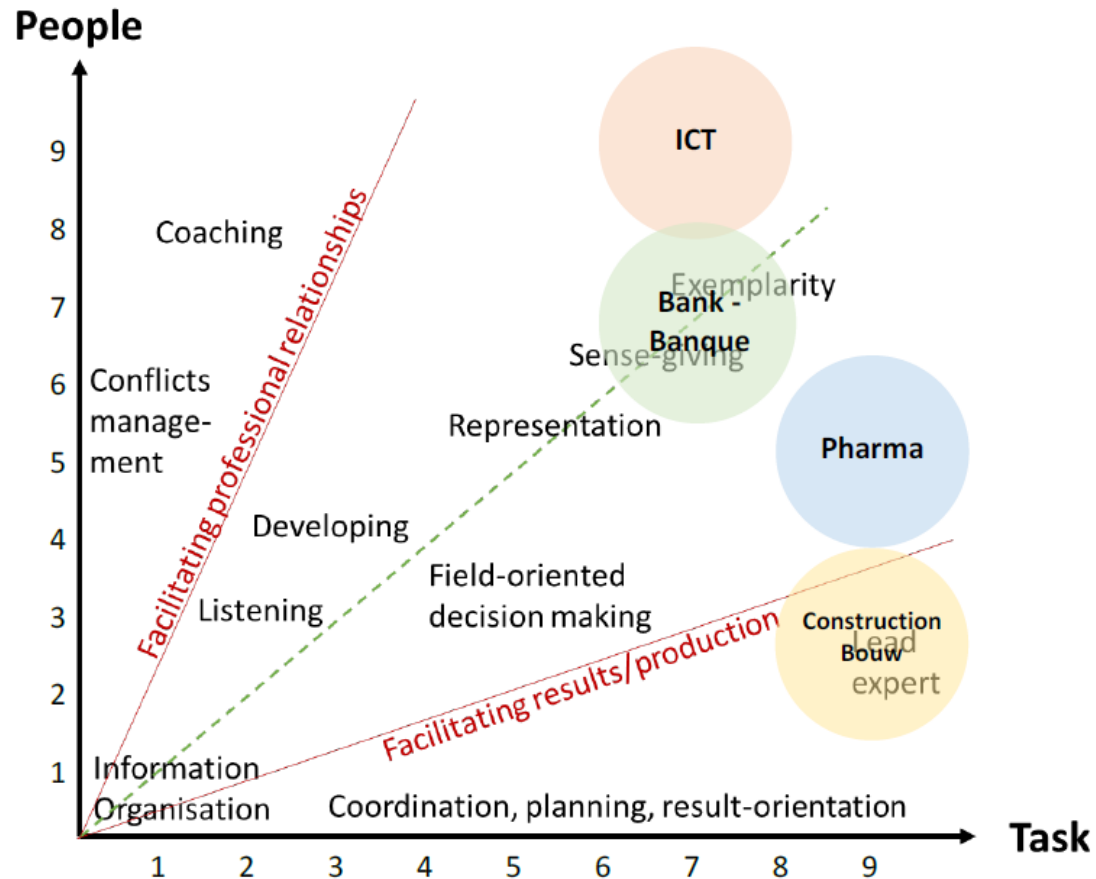 People
ICT
9
Facilitating professional relationships
8
Coaching
Exemplarity
7
Bank -
Banque
Sense-giving
6
Conflicts
manage-
ment
Representation
5
Pharma
4
Developing
Field-oriented
decision making
3
Listening
Facilitating results/production
Construction
Bouw
Lead
expert
2
1
Information
Organisation
Coordination, planning, result-orientation
Task
1 2 3 4 5 6 7 8 9